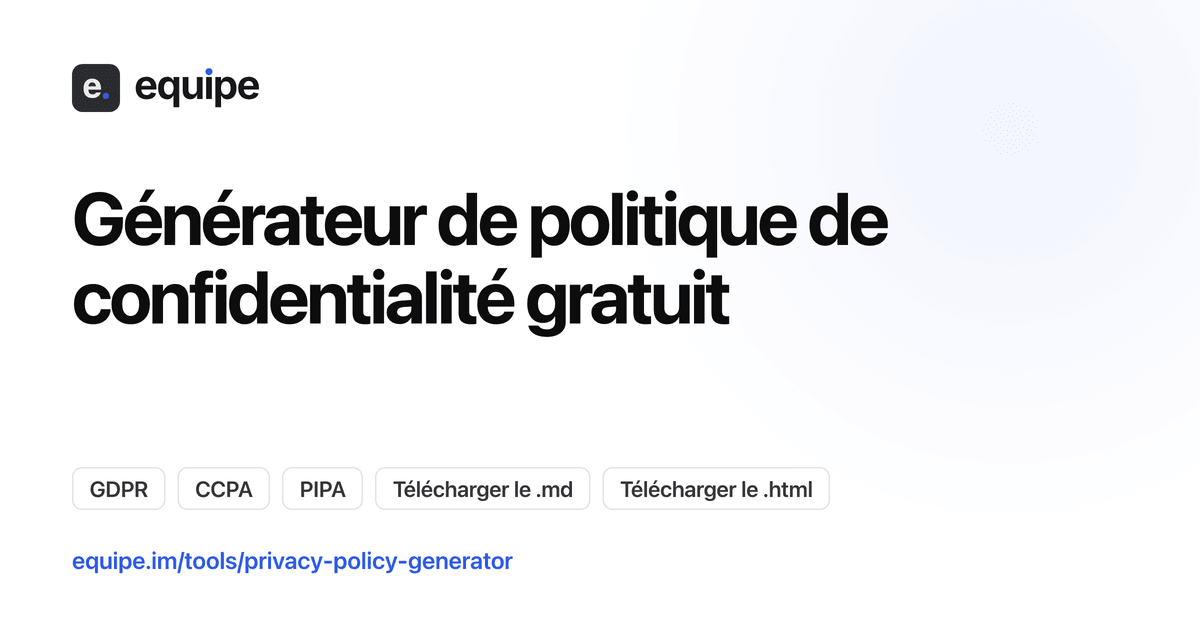 e. equipe
Générateur de politique de
confidentialité gratuit
GDPR CCPA PIPA Télécharger le .md Télécharger le .html
equipe.im/tools/privacy-policy-generator